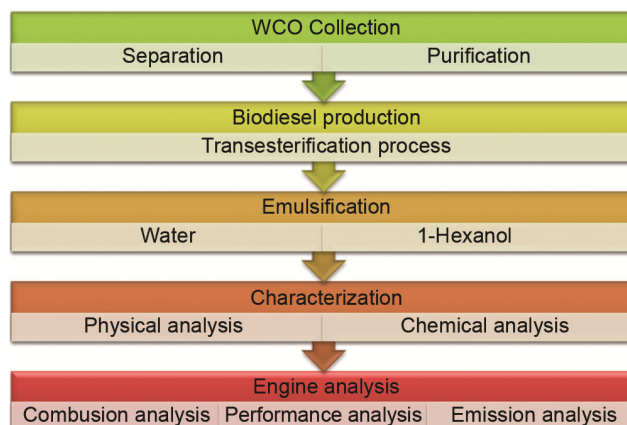 WCO Collection
Separation Purification
Biodiesel production
Transesterification process
Emulsification
Water 1-Hexanol
Characterization
Physical analysis Chemical analysis
Engine analysis
Combusion analysis Performance analysis Emission analysis